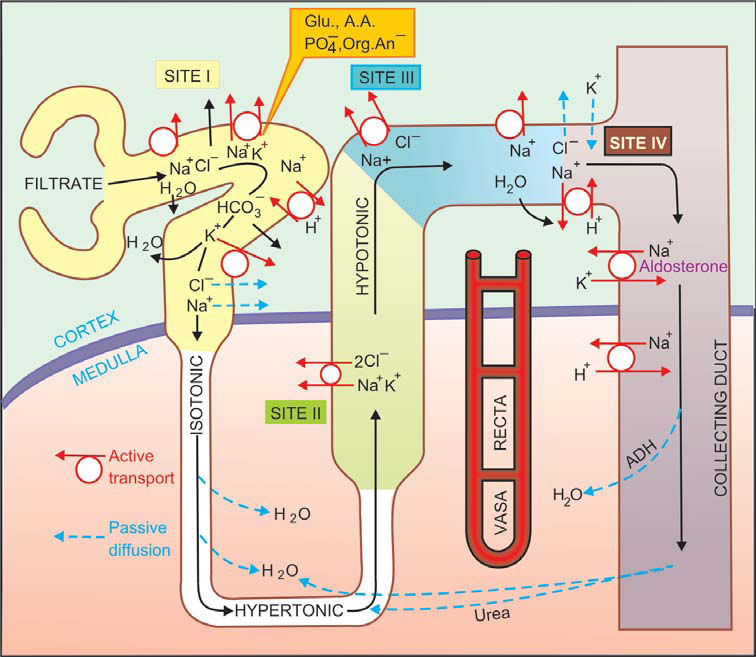 Glu., A.A.
PO₄⁻,Org.An⁻
SITE I
SITE III
K⁺
Cl⁻
Na+
Na⁺
Cl⁻
Na⁺
SITE IV
FILTRATE
Na⁺Cl⁻
Na⁺K⁺
Na⁺
H₂O
HCO₃⁻
H⁺
H₂O
K⁺
Cl⁻
Na⁺
H₂O
H⁺
HYPOTONIC
Na⁺
Aldosterone
K⁺
CORTEX
MEDULLA
ISOTONIC
2Cl⁻
Na⁺K⁺
SITE II
Na⁺
H⁺
RECTA
VASA
COLLECTING DUCT
ADH
H₂O
Active
transport
Passive
diffusion
H₂O
H₂O
HYPERTONIC
Urea